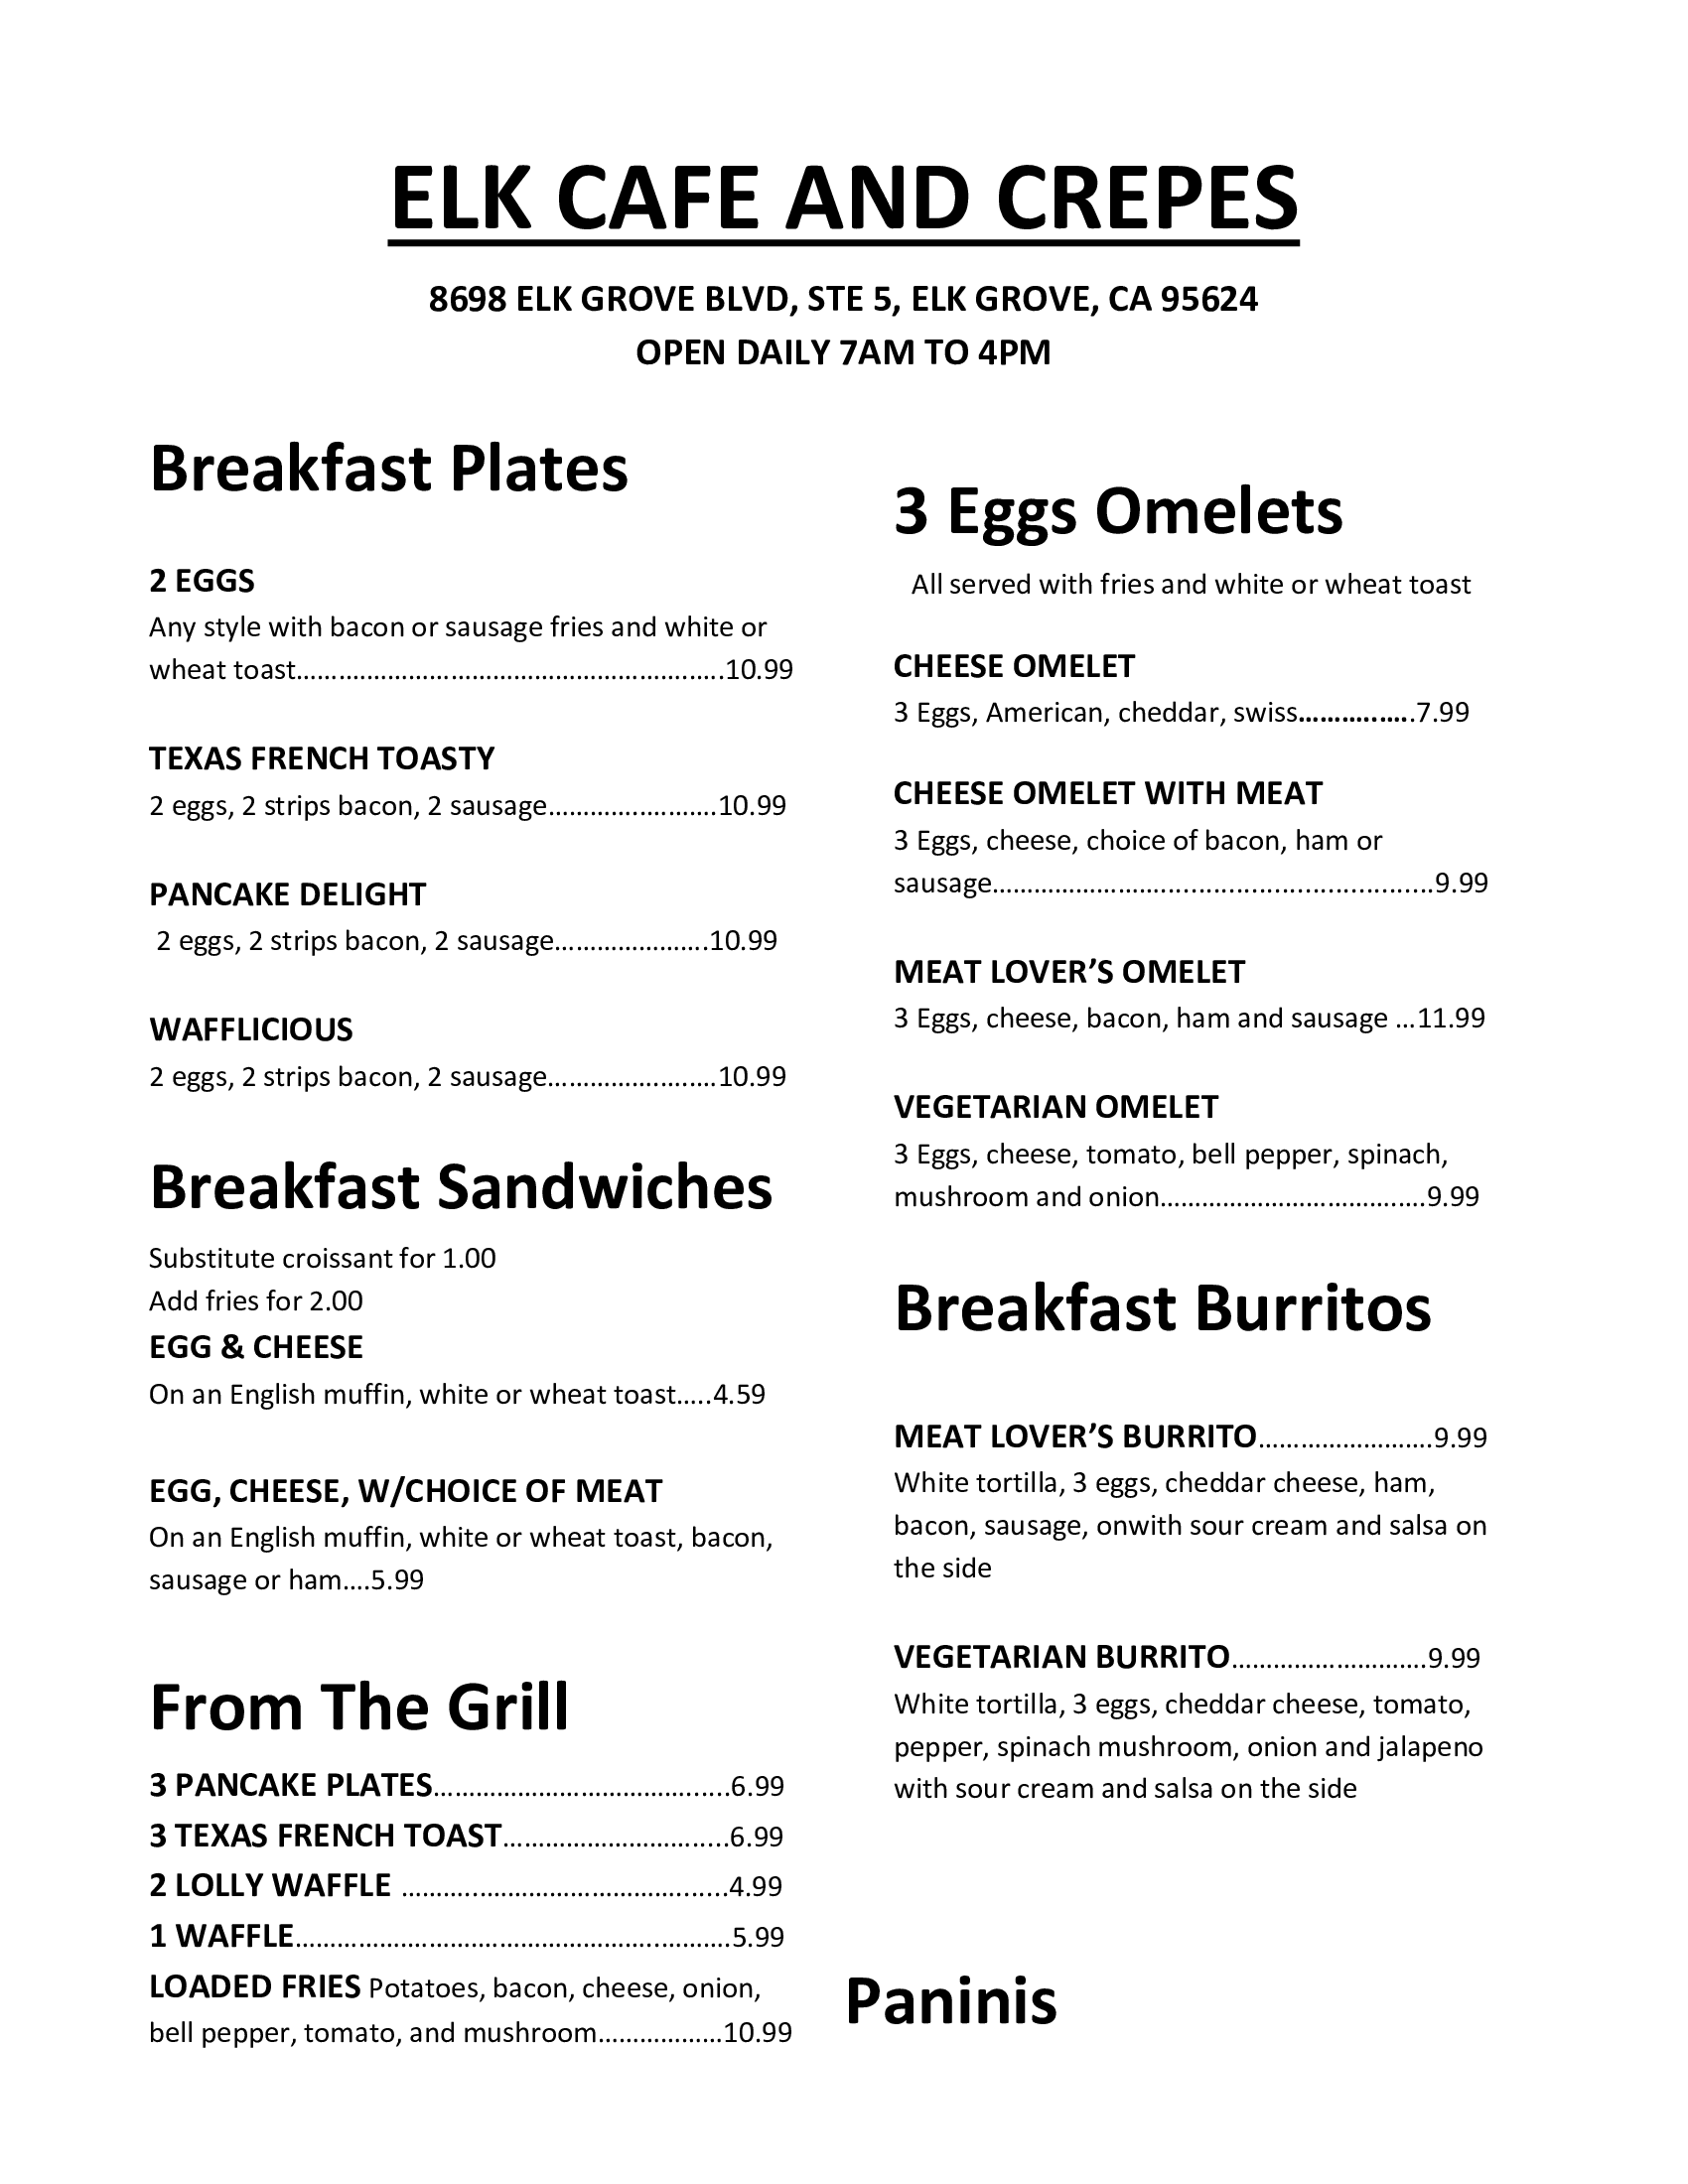 ELK CAFE AND CREPES
8698 ELK GROVE BLVD, STE 5, ELK GROVE, CA 95624
OPEN DAILY 7AM TO 4PM
Breakfast Plates
2 EGGS
Any style with bacon or sausage fries and white or
wheat toast……………………………………………………..10.99
TEXAS FRENCH TOASTY
2 eggs, 2 strips bacon, 2 sausage……………………10.99
PANCAKE DELIGHT
2 eggs, 2 strips bacon, 2 sausage………………….10.99
WAFFLICIOUS
2 eggs, 2 strips bacon, 2 sausage……………………10.99
Breakfast Sandwiches
Substitute croissant for 1.00
Add fries for 2.00
EGG & CHEESE
On an English muffin, white or wheat toast…..4.59
EGG, CHEESE, W/CHOICE OF MEAT
On an English muffin, white or wheat toast, bacon,
sausage or ham….5.99
From The Grill
3 PANCAKE PLATES…………………………………...…6.99
3 TEXAS FRENCH TOAST…………………………..…6.99
2 LOLLY WAFFLE ………………………………………...4.99
1 WAFFLE………………………………………………………5.99
LOADED FRIES Potatoes, bacon, cheese, onion,
bell pepper, tomato, and mushroom………………10.99
3 Eggs Omelets
All served with fries and white or wheat toast
CHEESE OMELET
3 Eggs, American, cheddar, swiss……………..7.99
CHEESE OMELET WITH MEAT
3 Eggs, cheese, choice of bacon, ham or
sausage………………………………………………………..9.99
MEAT LOVER’S OMELET
3 Eggs, cheese, bacon, ham and sausage …11.99
VEGETARIAN OMELET
3 Eggs, cheese, tomato, bell pepper, spinach,
mushroom and onion………………………………..9.99
Breakfast Burritos
MEAT LOVER’S BURRITO…………………….9.99
White tortilla, 3 eggs, cheddar cheese, ham,
bacon, sausage, onwith sour cream and salsa on
the side
VEGETARIAN BURRITO……………………….9.99
White tortilla, 3 eggs, cheddar cheese, tomato,
pepper, spinach mushroom, onion and jalapeno
with sour cream and salsa on the side
Paninis